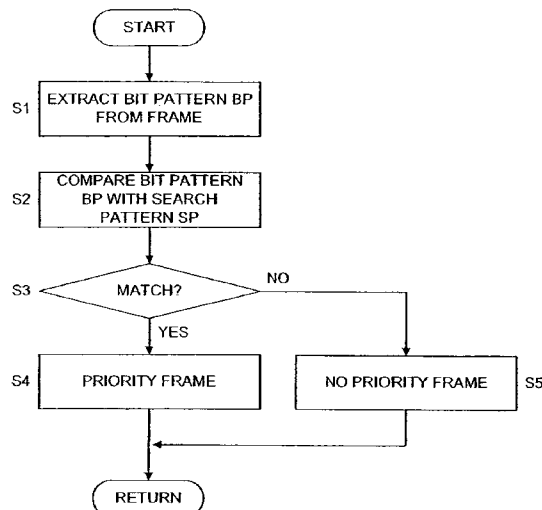 START
S1
EXTRACT BIT PATTERN BP
FROM FRAME
S2
COMPARE BIT PATTERN
BP WITH SEARCH
PATTERN SP
S3
MATCH?
NO
YES
S4
PRIORITY FRAME
NO PRIORITY FRAME
S5
RETURN